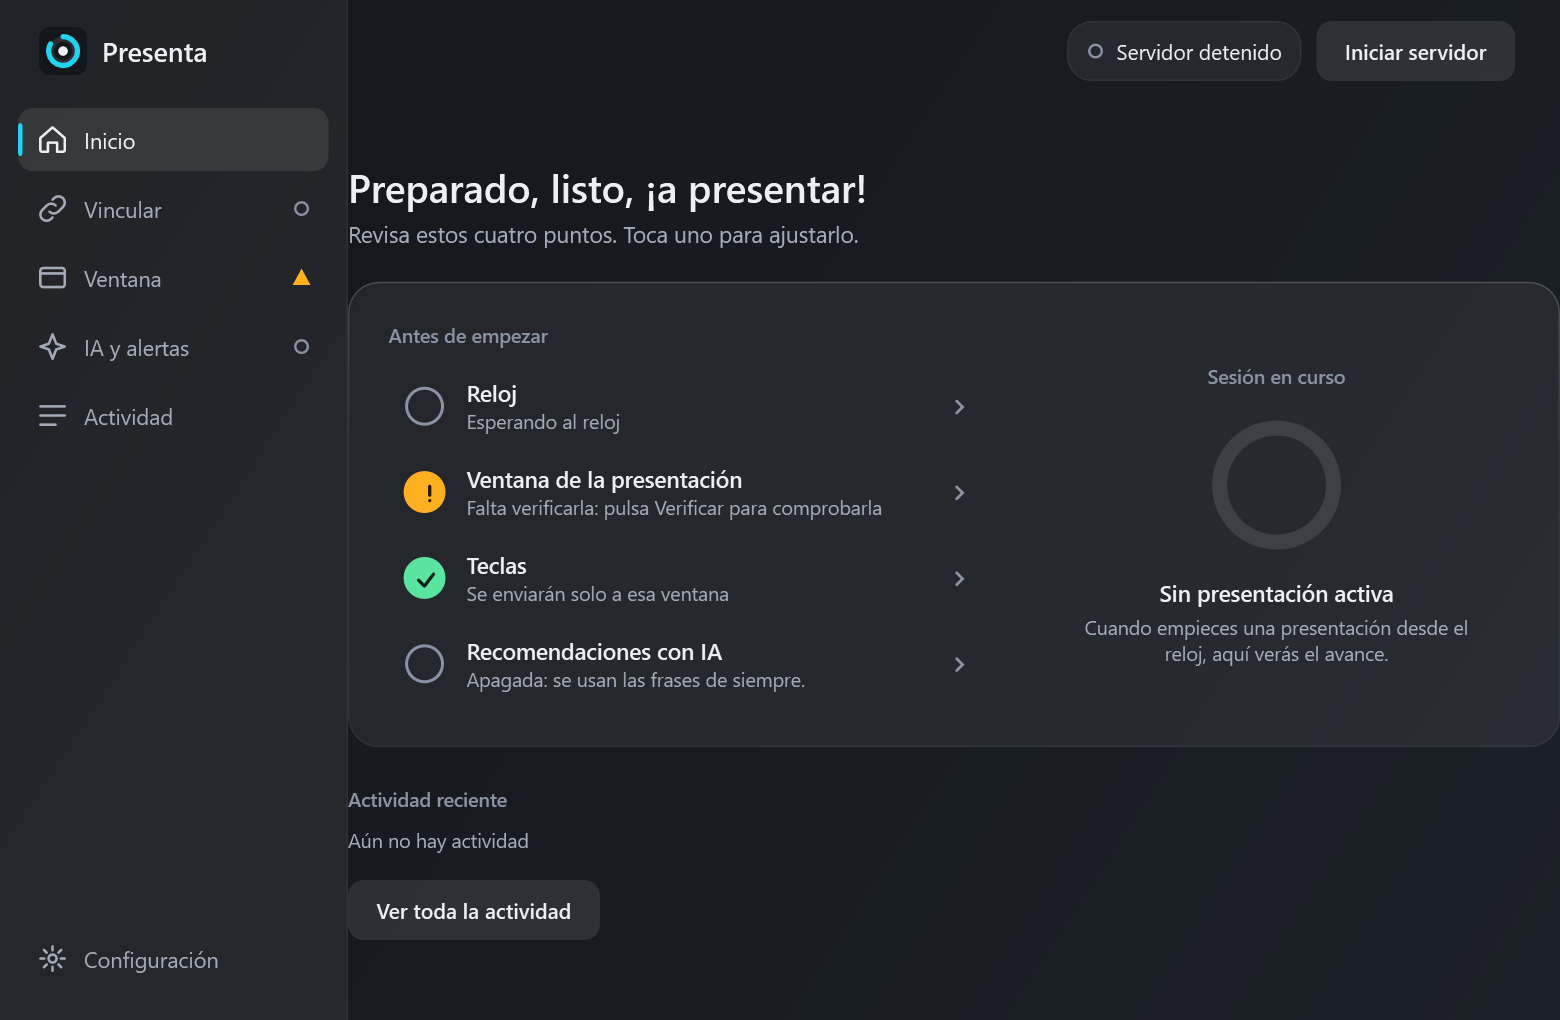 Presenta
Servidor detenido
Iniciar servidor
Inicio
Vincular
Ventana
IA y alertas
Actividad
Configuración
Preparado, listo, ¡a presentar!
Revisa estos cuatro puntos. Toca uno para ajustarlo.
Antes de empezar
Reloj
Esperando al reloj
Ventana de la presentación
Falta verificarla: pulsa Verificar para comprobarla
Teclas
Se enviarán solo a esa ventana
Recomendaciones con IA
Apagada: se usan las frases de siempre.
Sesión en curso
Sin presentación activa
Cuando empieces una presentación desde el
reloj, aquí verás el avance.
Actividad reciente
Aún no hay actividad
Ver toda la actividad